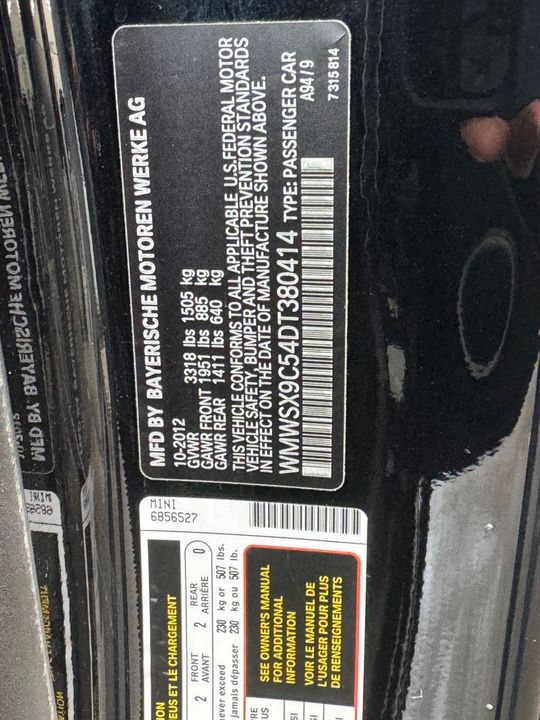 MFD BY BAYERISCHE MOTOREN WERKE AG
10-2012
GVWR 3318 lbs 1505 kg
GAWR FRONT 1951 lbs 885 kg
GAWR REAR 1411 lbs 640 kg
THIS VEHICLE CONFORMS TO ALL APPLICABLE U.S.FEDERAL MOTOR
VEHICLE SAFETY, BUMPER AND THEFT PREVENTION STANDARDS
IN EFFECT ON THE DATE OF MANUFACTURE SHOWN ABOVE.
WMWSX9C54DT380414 TYPE: PASSENGER CAR
A94/9
7315814
MINI
6856527
EUS ET LE CHARGEMENT
2 FRONT 2 REAR 0
AVANT ARRIÈRE
never exceed 230 kg or 507 lbs.
jamais dépasser 230 kg ou 507 lb.
SEE OWNER'S MANUAL
FOR ADDITIONAL
INFORMATION
VOIR LE MANUEL DE
L'USAGER POUR PLUS
DE RENSEIGNEMENTS
MFD BY BAYERISCHE MOTOREN WE